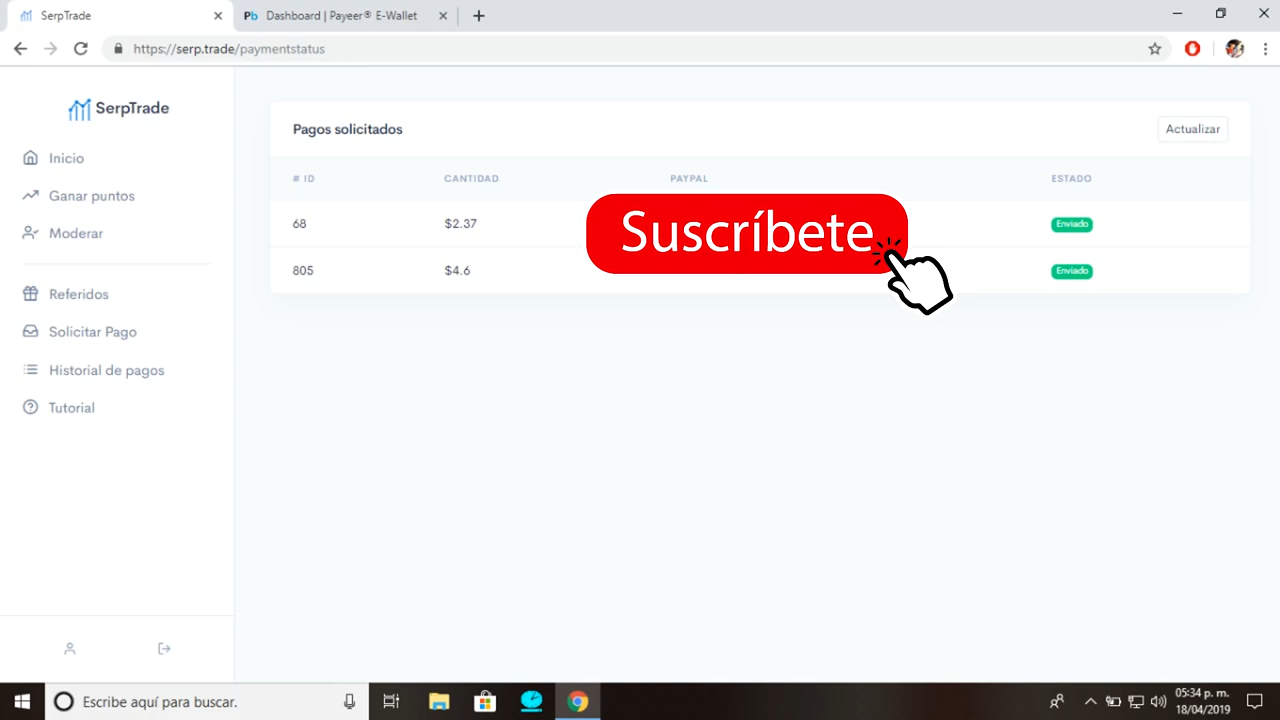 SerpTrade
Pb Dashboard | Payeer® E-Wallet
https://serp.trade/paymentstatus
SerpTrade
Inicio
Ganar puntos
Moderar
Referidos
Solicitar Pago
Historial de pagos
Tutorial
Pagos solicitados
Actualizar
# ID CANTIDAD PAYPAL ESTADO
68 $2.37 Enviado
805 $4.6 Enviado
Suscríbete
Escribe aquí para buscar.
05:34 p. m.
18/04/2019